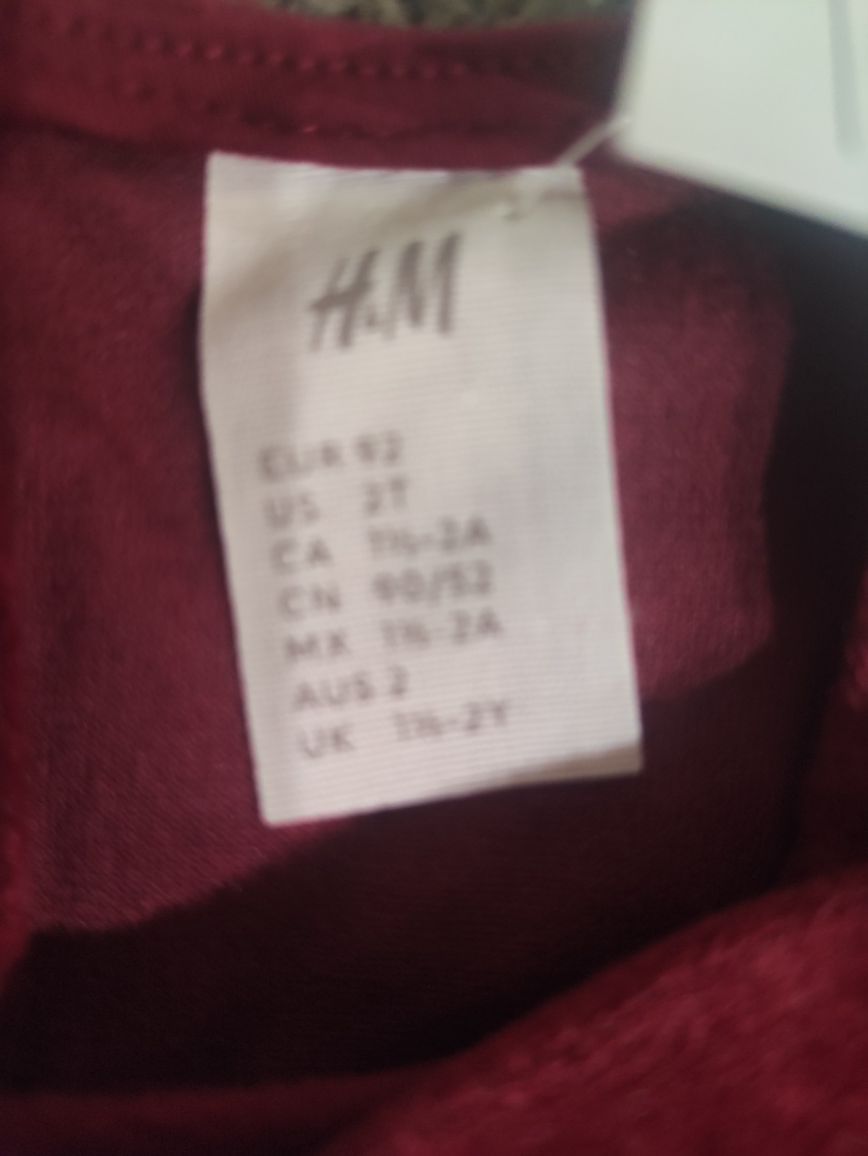 H&M
EUR 92
US 2T
CA 1½-2A
CN 90/52
MX 1½-2A
AUS 2
UK 1½-2Y